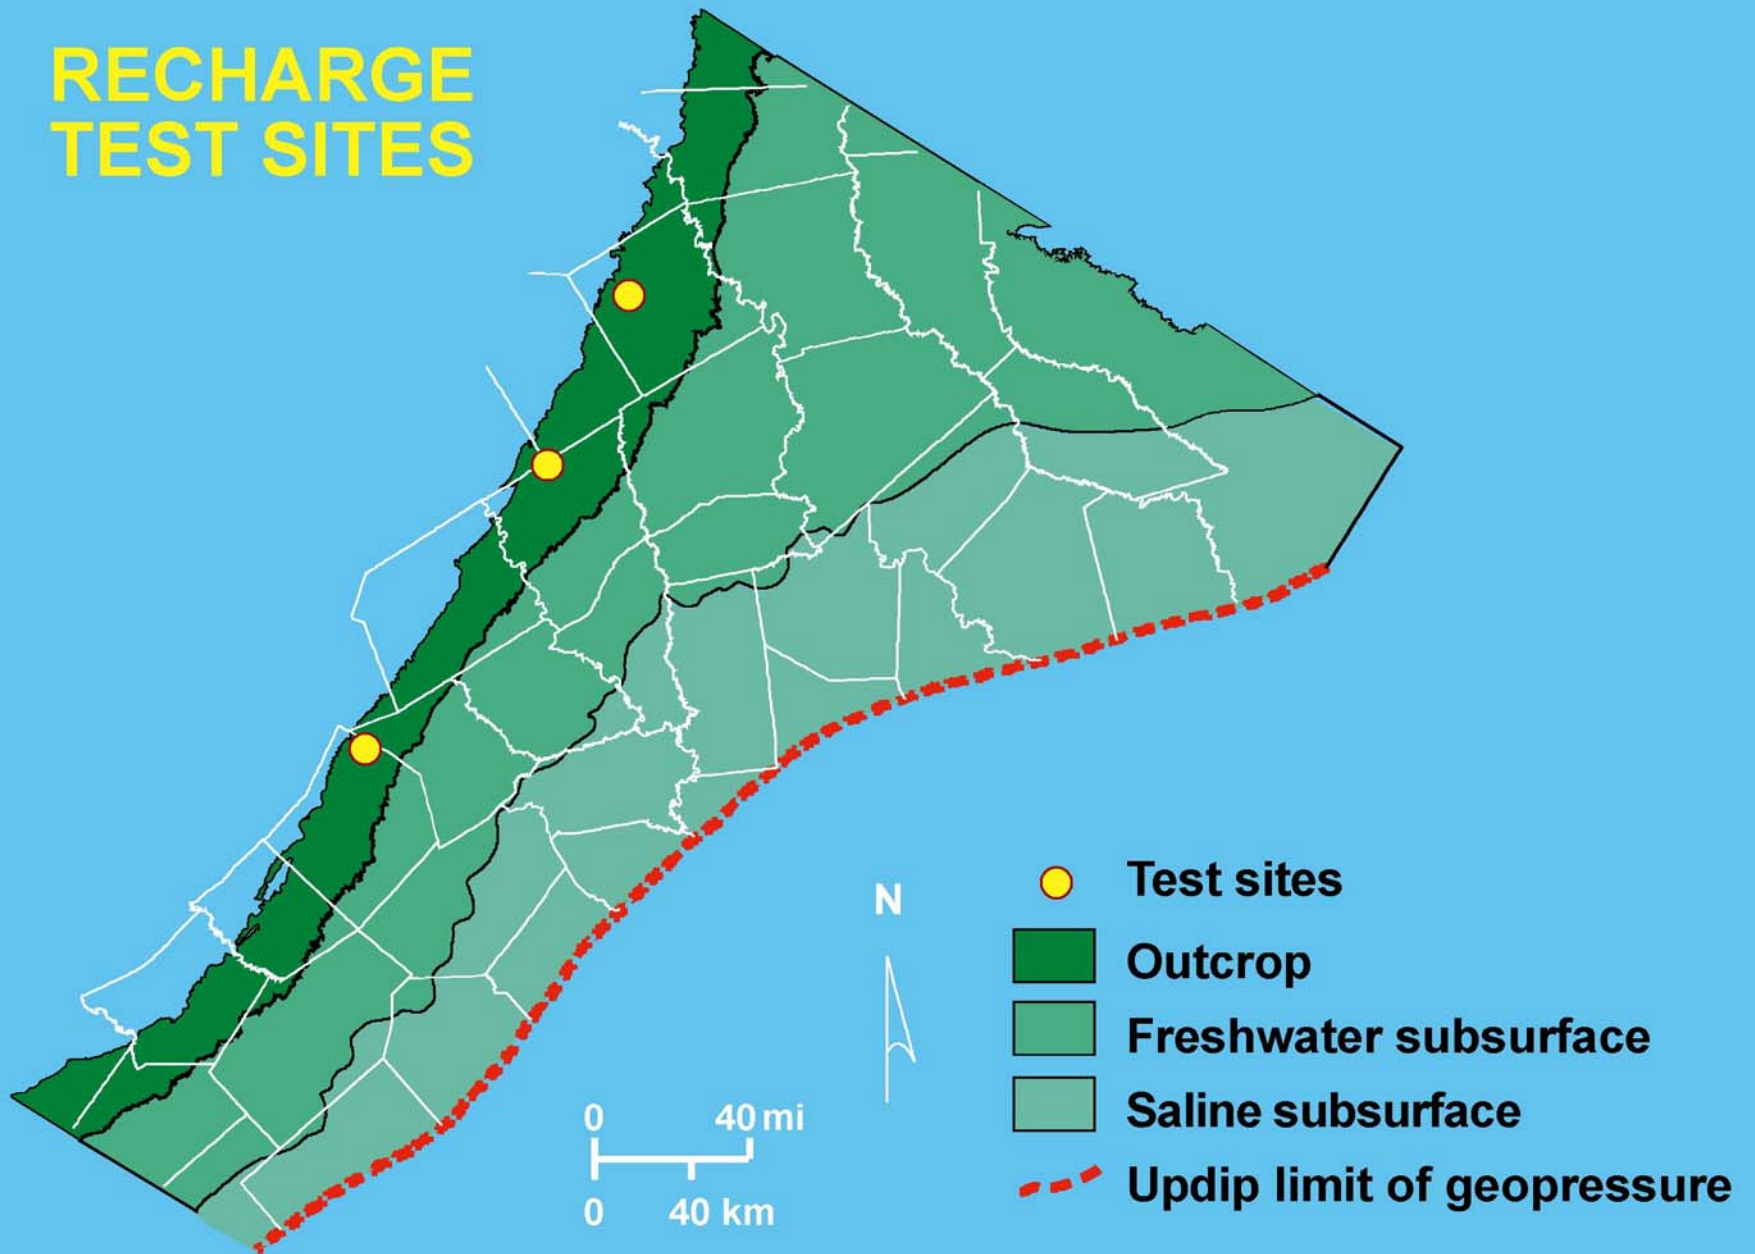 RECHARGE
TEST SITES
N
0 40 mi
0 40 km
Test sites
Outcrop
Freshwater subsurface
Saline subsurface
Updip limit of geopressure